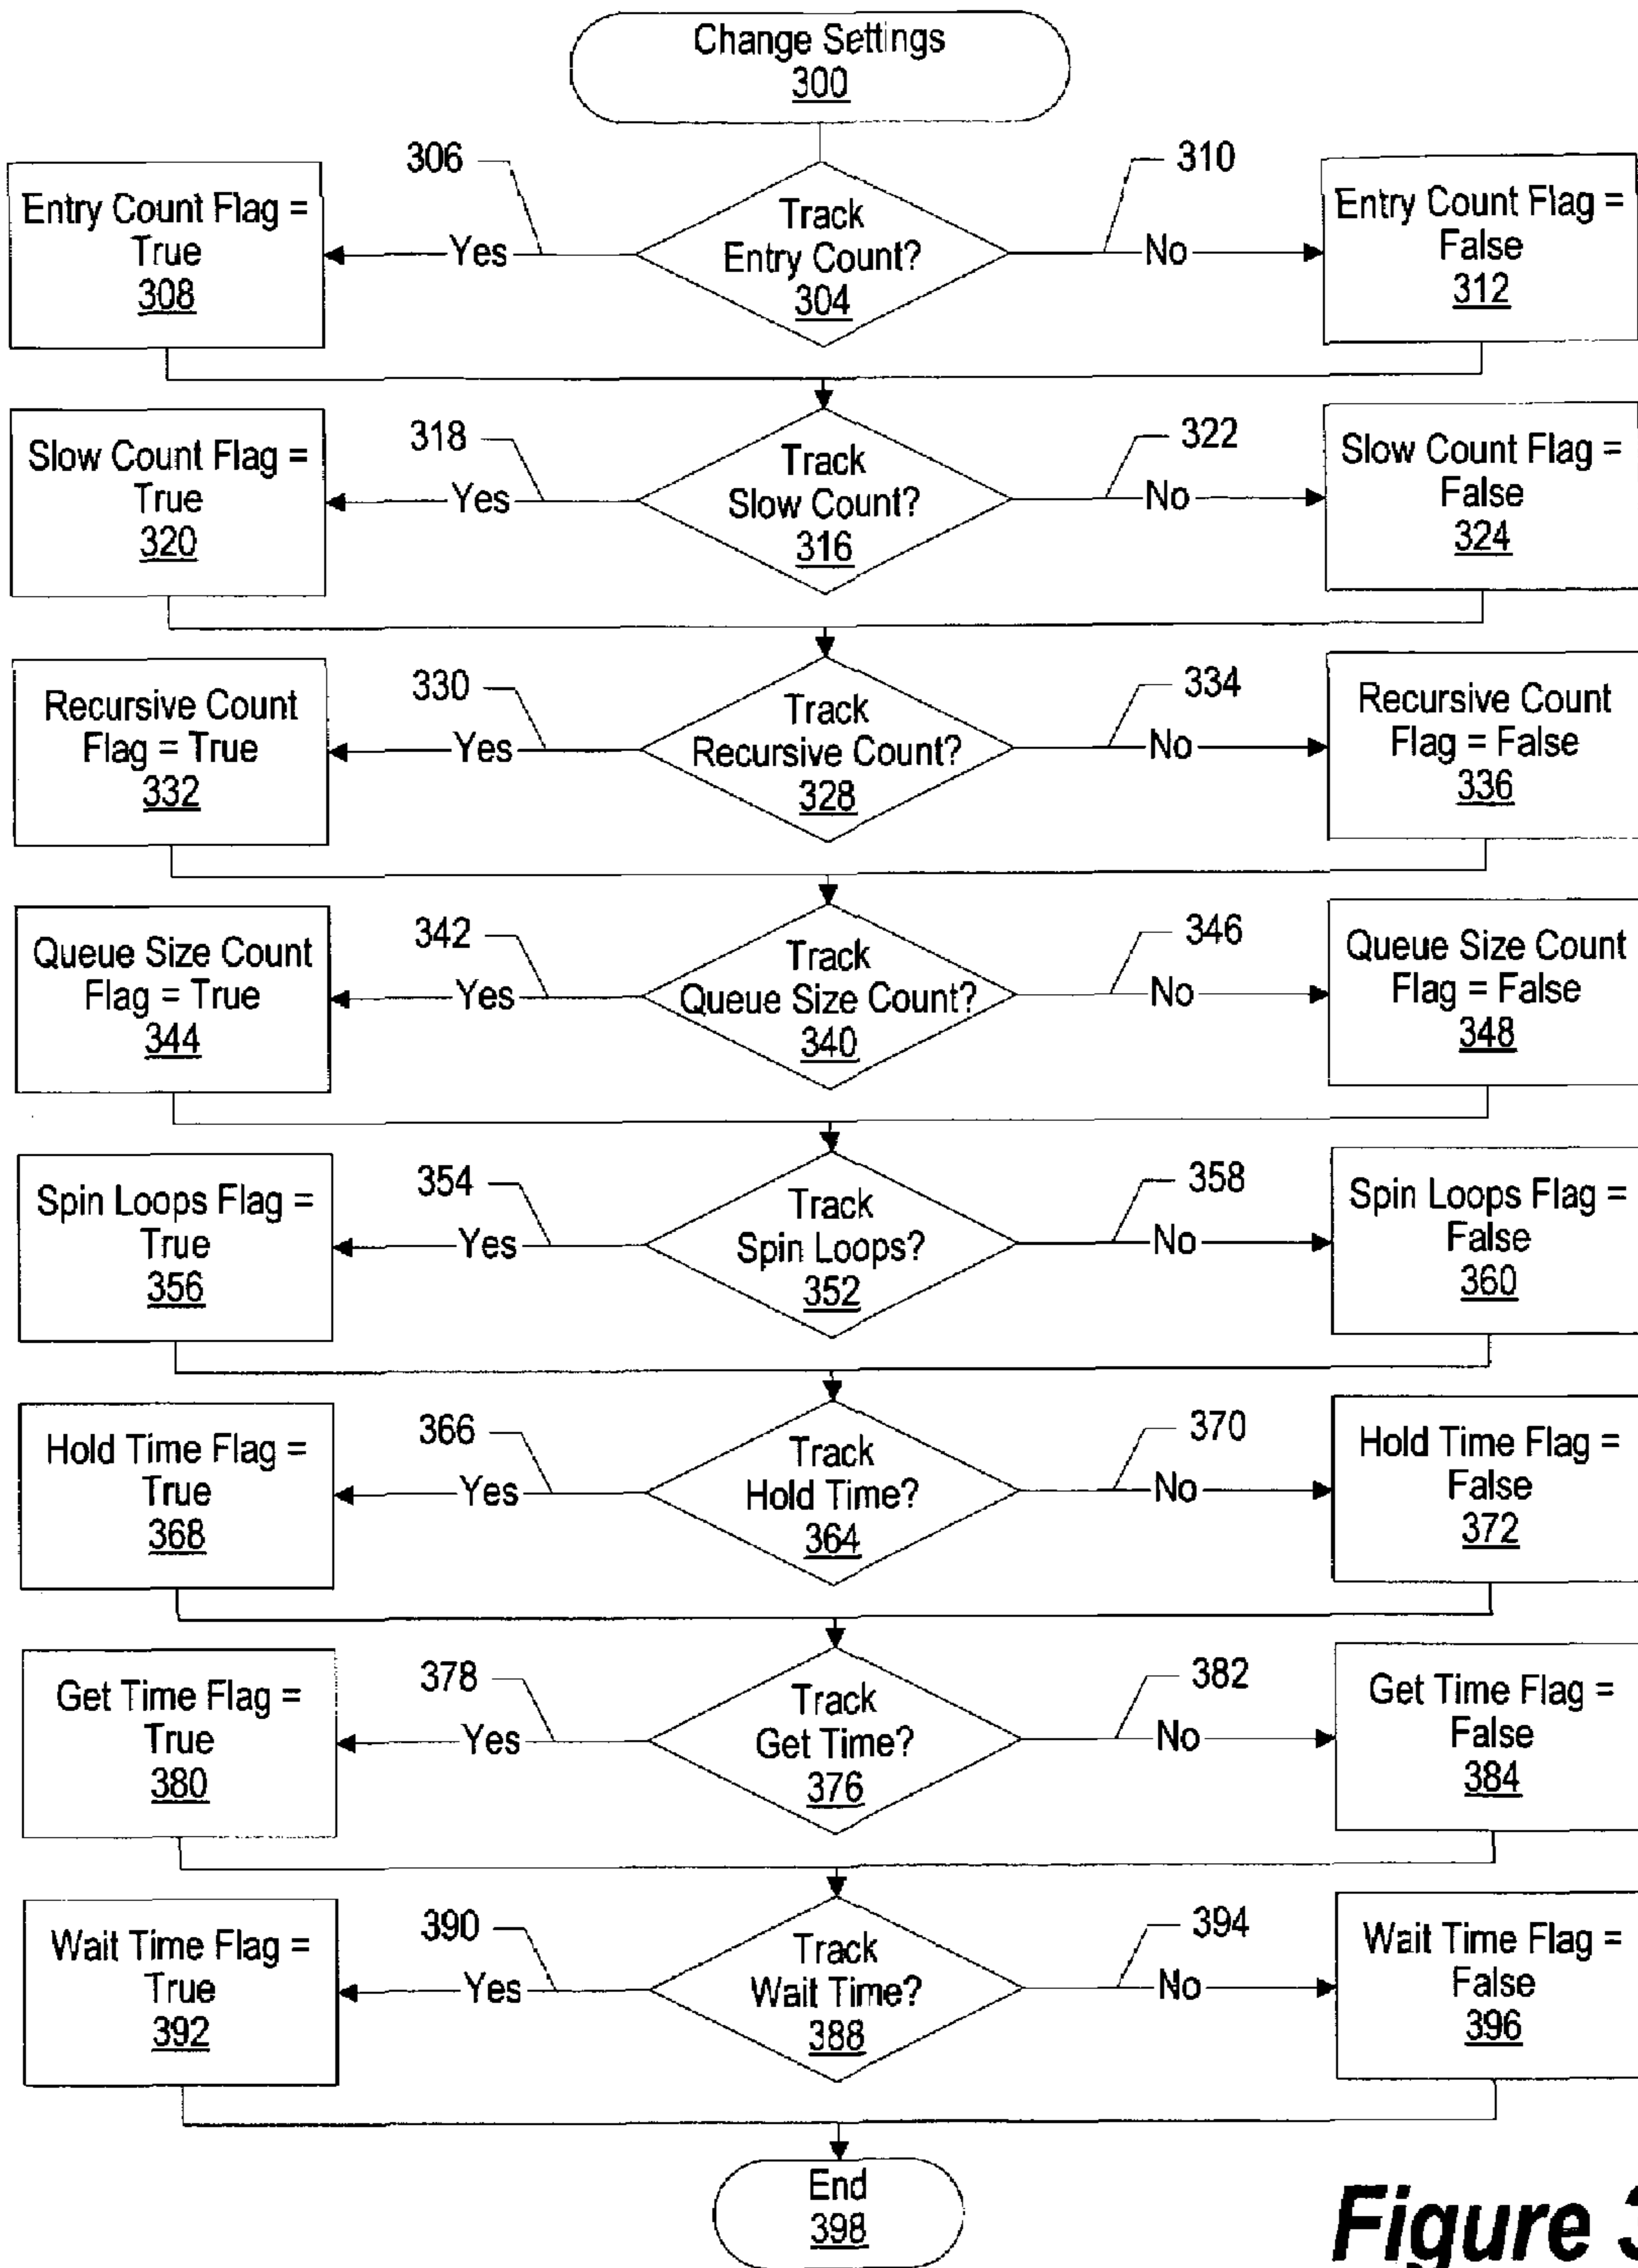 Change Settings
300
306
310
Entry Count Flag =
True
308
Yes
Track
Entry Count?
304
No
Entry Count Flag =
False
312
318
322
Slow Count Flag =
True
320
Yes
Track
Slow Count?
316
No
Slow Count Flag =
False
324
330
334
Recursive Count
Flag = True
332
Yes
Track
Recursive Count?
328
No
Recursive Count
Flag = False
336
342
346
Queue Size Count
Flag = True
344
Yes
Track
Queue Size Count?
340
No
Queue Size Count
Flag = False
348
354
358
Spin Loops Flag =
True
356
Yes
Track
Spin Loops?
352
No
Spin Loops Flag =
False
360
366
370
Hold Time Flag =
True
368
Yes
Track
Hold Time?
364
No
Hold Time Flag =
False
372
378
382
Get Time Flag =
True
380
Yes
Track
Get Time?
376
No
Get Time Flag =
False
384
390
394
Wait Time Flag =
True
392
Yes
Track
Wait Time?
388
No
Wait Time Flag =
False
396
End
398
Figure 3